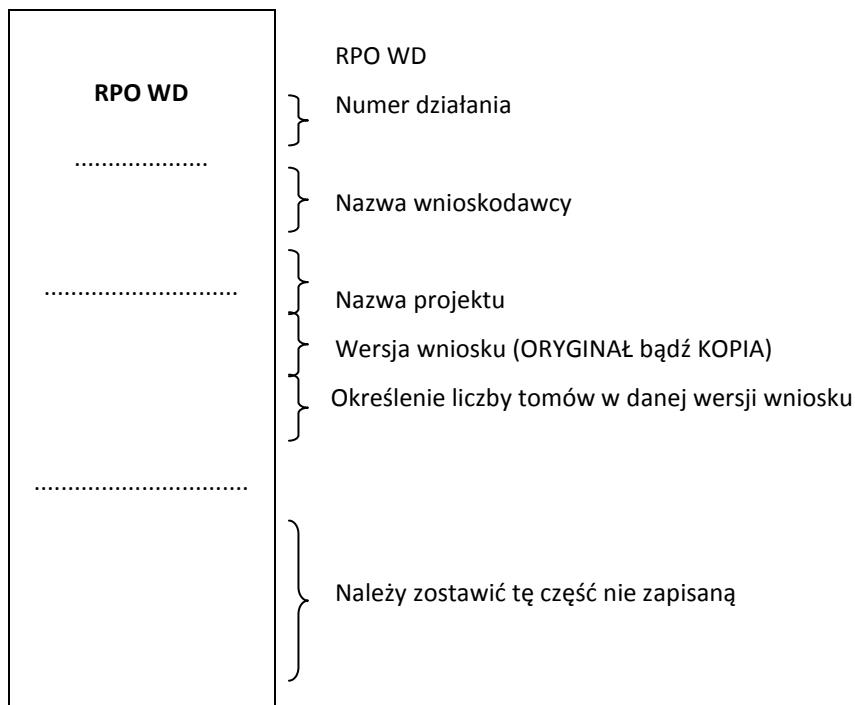 RPO WD
RPO WD
Numer działania
....................
Nazwa wnioskodawcy
.............................
Nazwa projektu
Wersja wniosku (ORYGINAŁ bądź KOPIA)
Określenie liczby tomów w danej wersji wniosku
................................
Należy zostawić tę część nie zapisaną